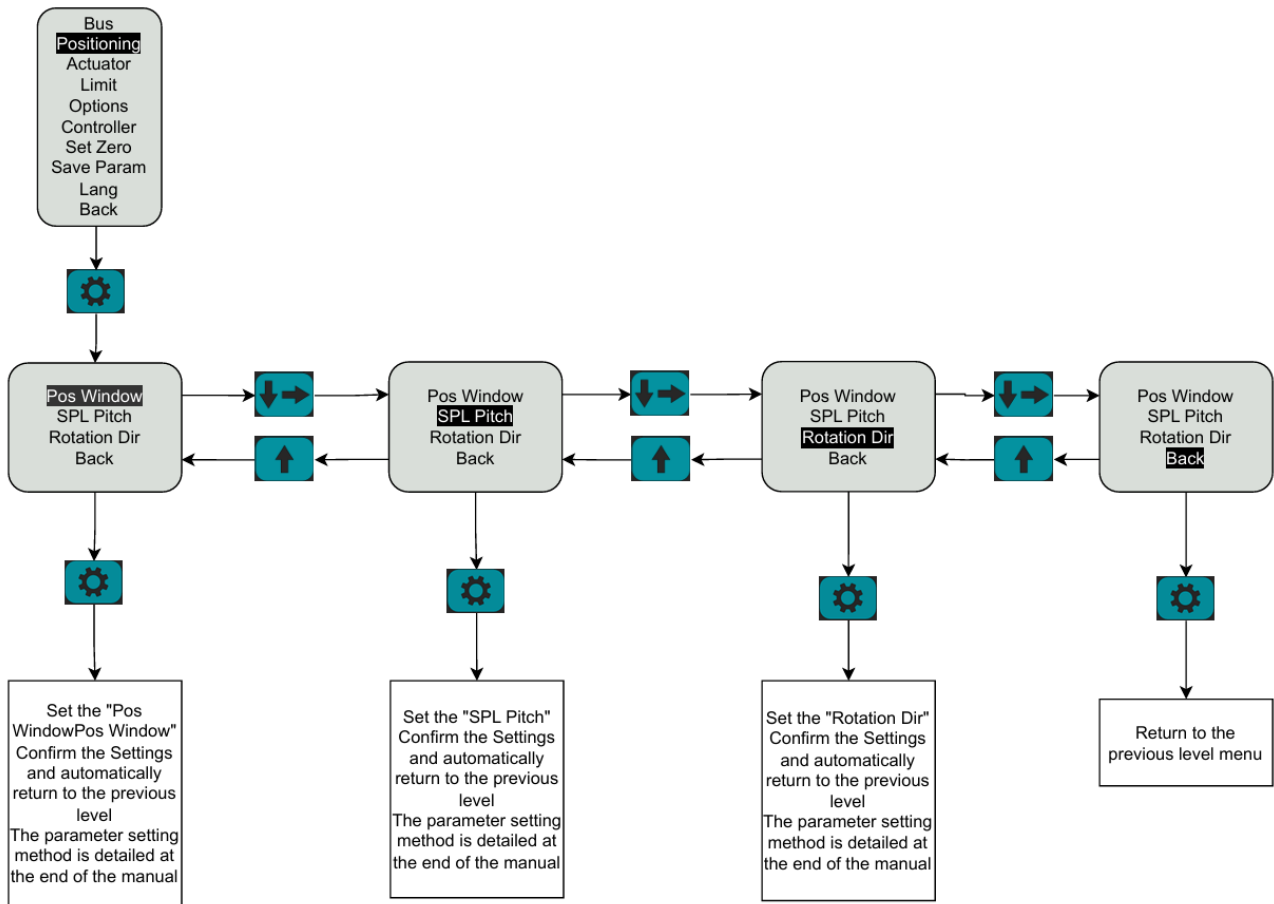 Bus
Positioning
Actuator
Limit
Options
Controller
Set Zero
Save Param
Lang
Back
Pos Window
SPL Pitch
Rotation Dir
Back
Pos Window
SPL Pitch
Rotation Dir
Back
Pos Window
SPL Pitch
Rotation Dir
Back
Pos Window
SPL Pitch
Rotation Dir
Back
Set the "Pos
WindowPos Window"
Confirm the Settings
and automatically
return to the previous
level
The parameter setting
method is detailed at
the end of the manual
Set the "SPL Pitch"
Confirm the Settings
and automatically
return to the previous
level
The parameter setting
method is detailed at
the end of the manual
Set the "Rotation Dir"
Confirm the Settings
and automatically
return to the previous
level
The parameter setting
method is detailed at
the end of the manual
Return to the
previous level menu